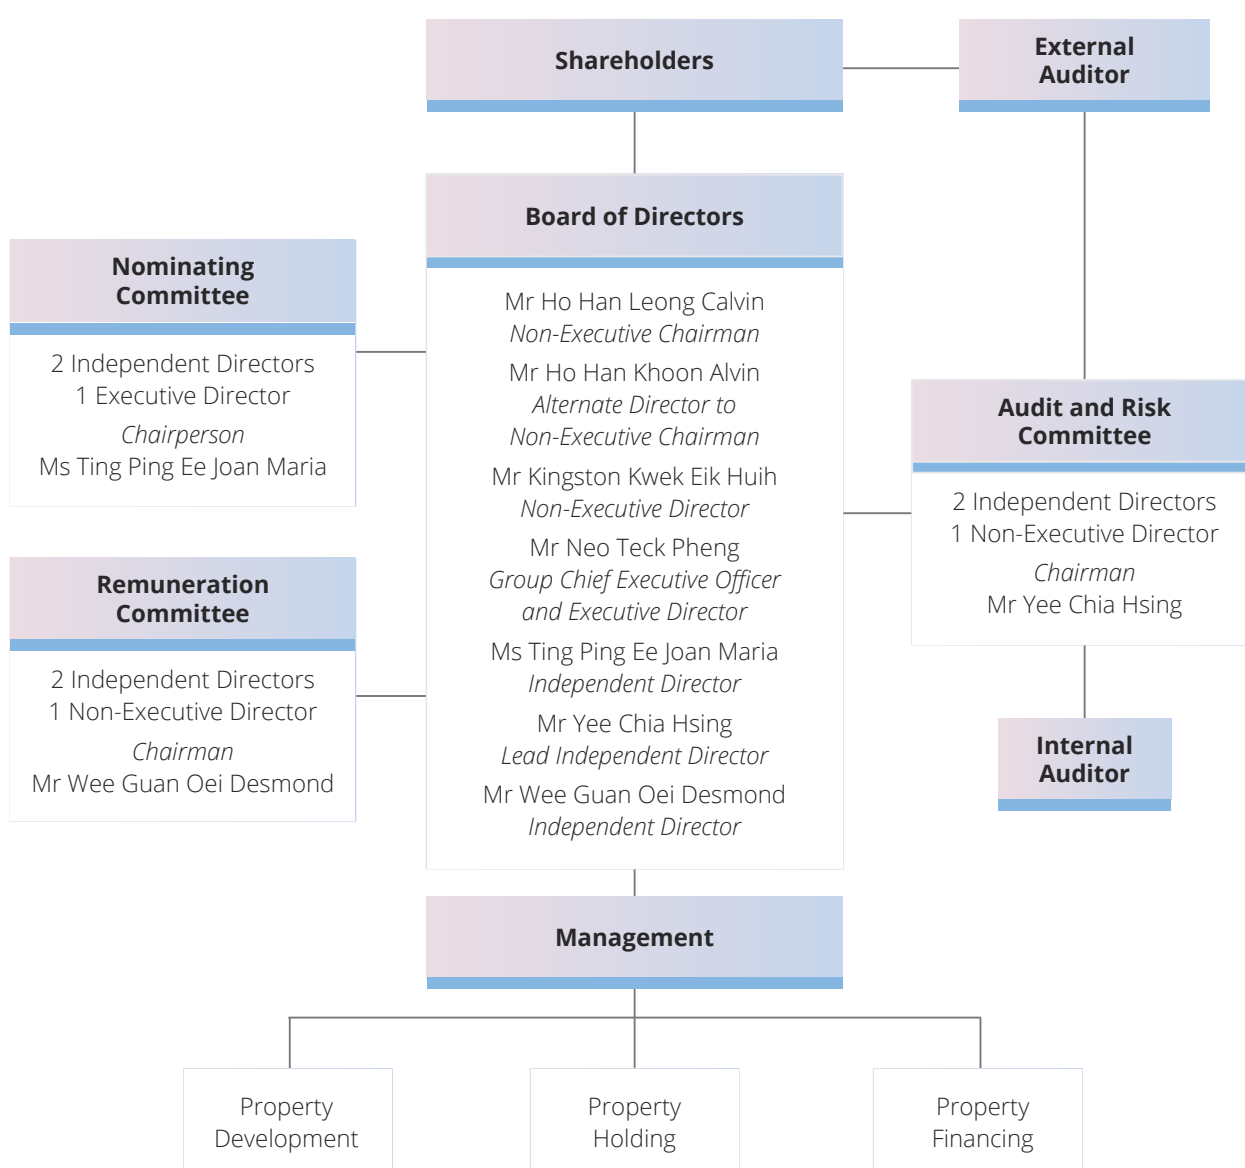 Shareholders
External
Auditor
Board of Directors
Mr Ho Han Leong Calvin
Non-Executive Chairman
Mr Ho Han Khoon Alvin
Alternate Director to
Non-Executive Chairman
Mr Kingston Kwek Eik Huih
Non-Executive Director
Mr Neo Teck Pheng
Group Chief Executive Officer
and Executive Director
Ms Ting Ping Ee Joan Maria
Independent Director
Mr Yee Chia Hsing
Lead Independent Director
Mr Wee Guan Oei Desmond
Independent Director
Nominating
Committee
2 Independent Directors
1 Executive Director
Chairperson
Ms Ting Ping Ee Joan Maria
Remuneration
Committee
2 Independent Directors
1 Non-Executive Director
Chairman
Mr Wee Guan Oei Desmond
Audit and Risk
Committee
2 Independent Directors
1 Non-Executive Director
Chairman
Mr Yee Chia Hsing
Internal
Auditor
Management
Property
Development
Property
Holding
Property
Financing